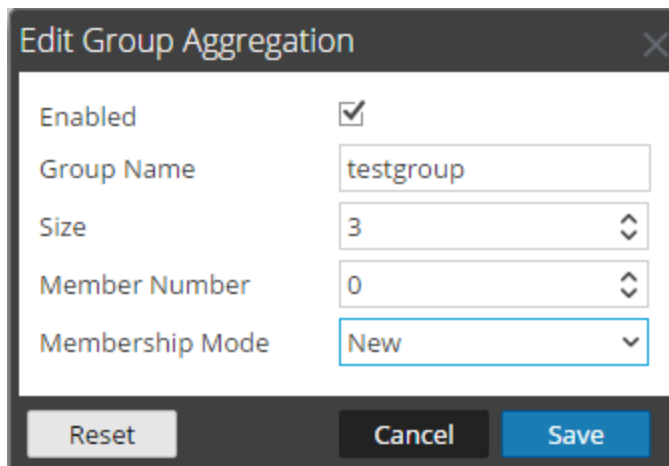 Edit Group Aggregation
Enabled
Group Name testgroup
Size 3
Member Number 0
Membership Mode New
Reset Cancel Save